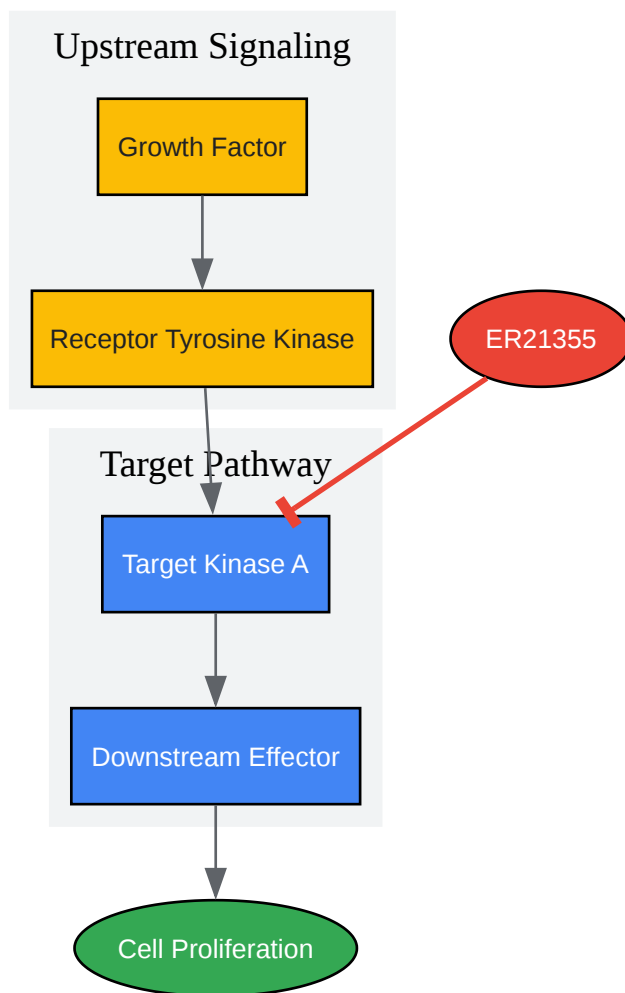 Upstream Signaling
Growth Factor
Receptor Tyrosine Kinase
ER21355
Target Pathway
Target Kinase A
Downstream Effector
Cell Proliferation